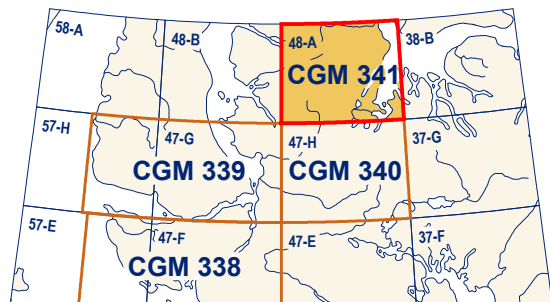 58-A
48-B
48-A
38-B
CGM 341
57-H
47-G
47-H
37-G
CGM 339
CGM 340
57-E
47-F
47-E
37-F
CGM 338